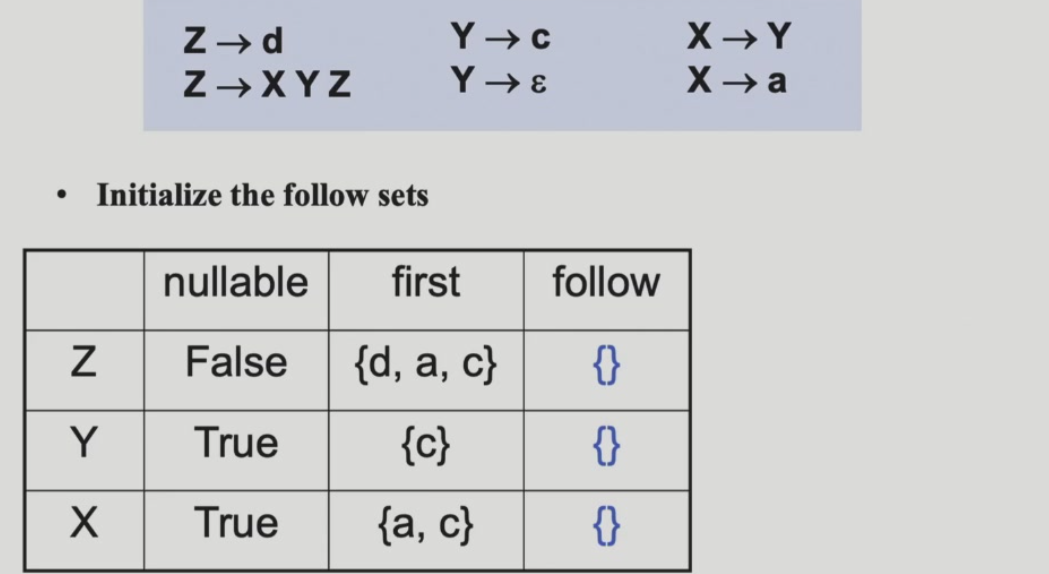 Z → d Y → c X → Y
Z → X Y Z Y → ε X → a
• Initialize the follow sets
nullable first follow
Z False {d, a, c} {}
Y True {c} {}
X True {a, c} {}